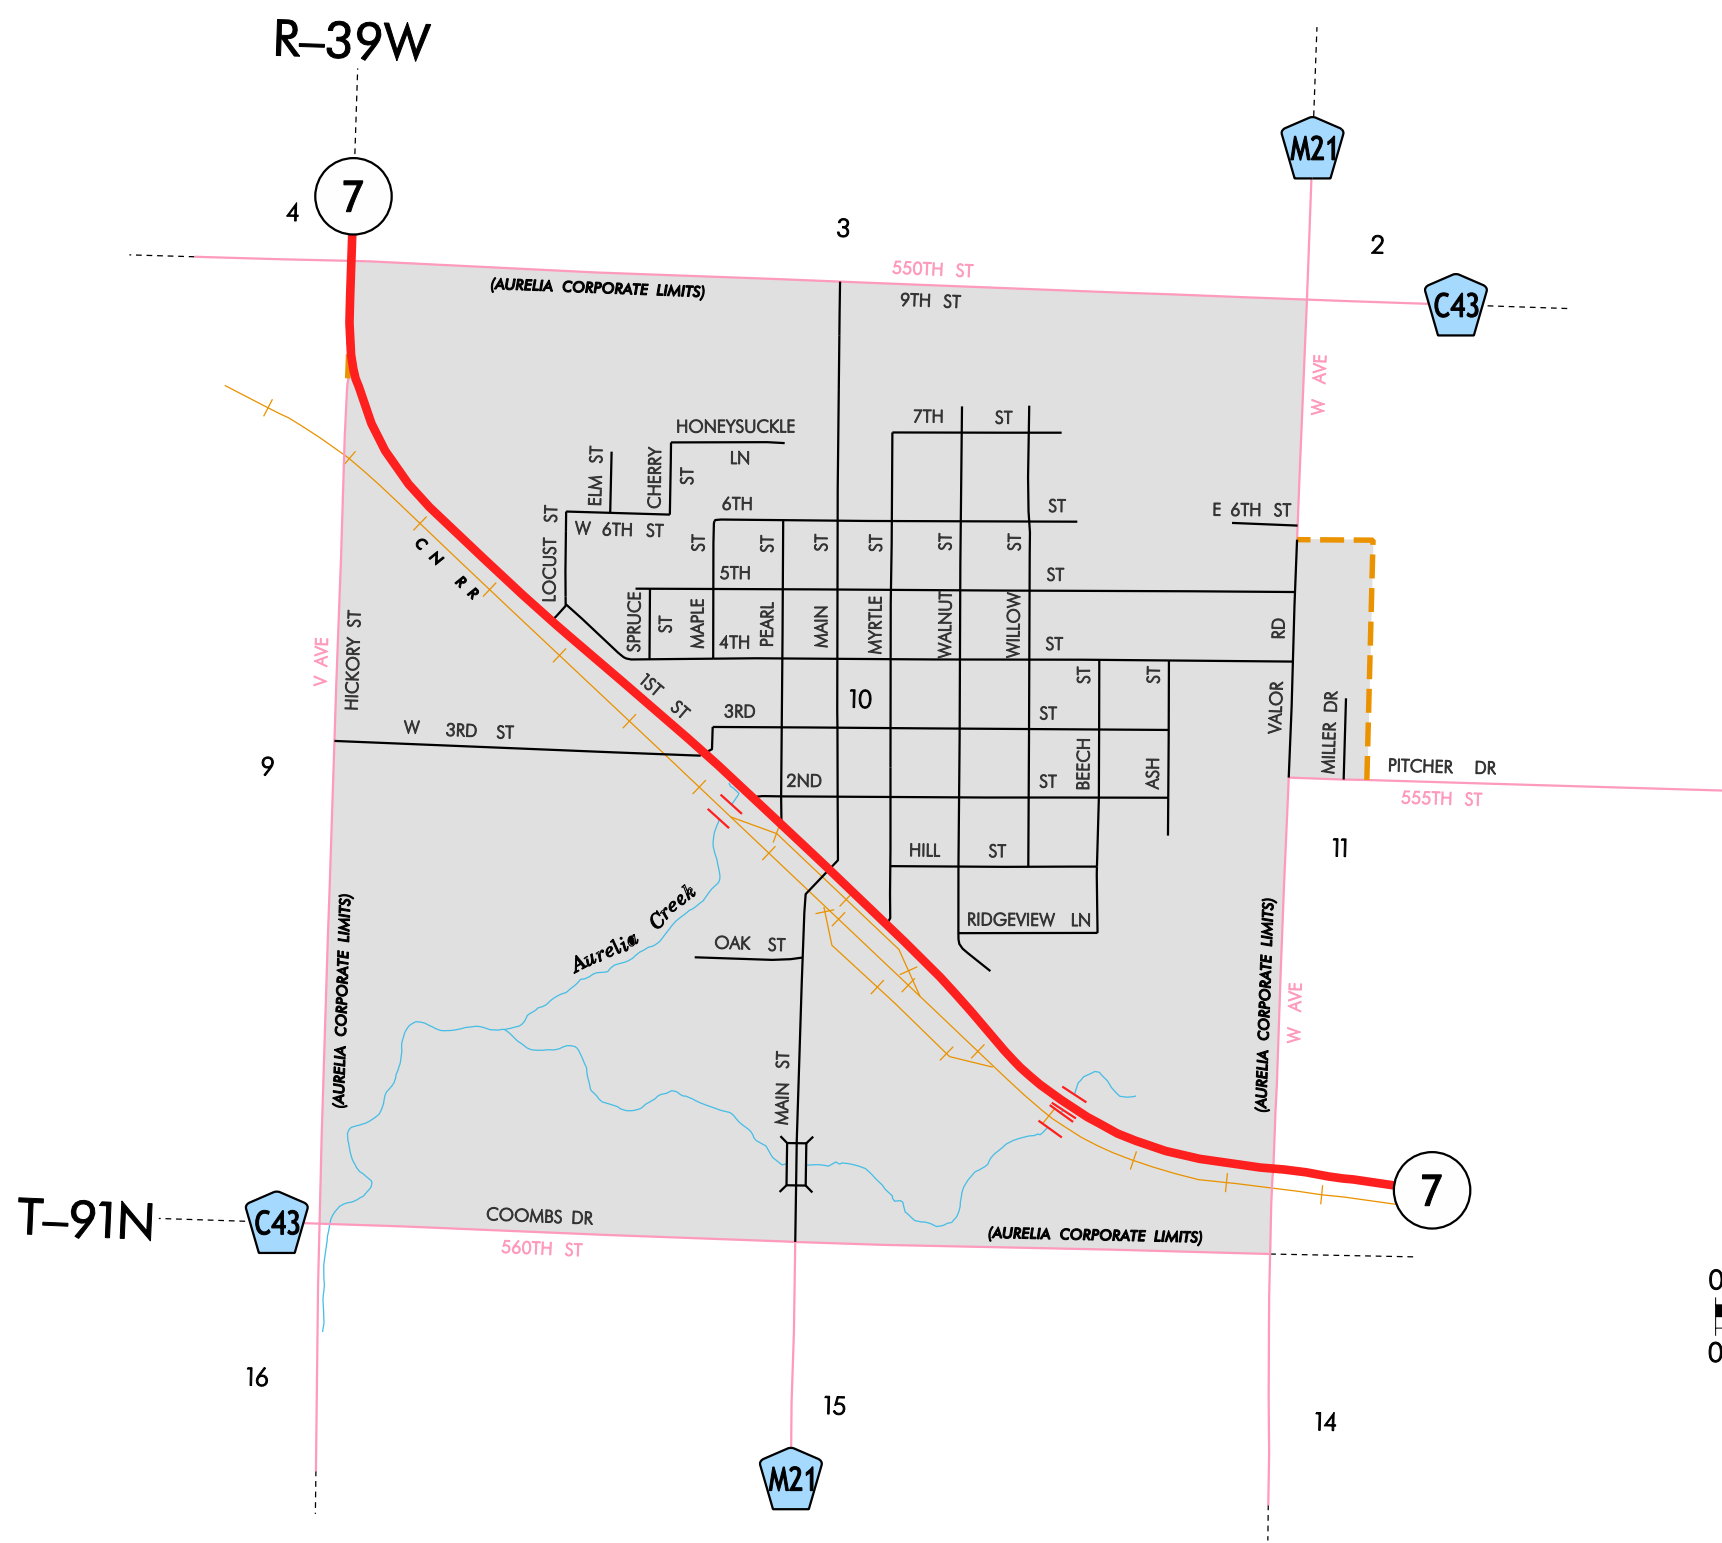 R–39W
M21
7
4
3
2
550TH ST
(AURELIA CORPORATE LIMITS)
9TH ST
C43
W AVE
7TH ST
HONEYSUCKLE
LN
ELM ST
CHERRY
ST
6TH ST
E 6TH ST
LOCUST ST
W 6TH ST
CN RR
5TH ST
SPRUCE
ST
MAPLE ST
PEARL ST
MAIN ST
MYRTLE ST
WALNUT ST
WILLOW ST
4TH ST
V AVE
HICKORY ST
VALOR RD
1ST ST
10
BEECH ST
ASH ST
MILLER DR
3RD ST
W 3RD ST
9
2ND ST
PITCHER DR
555TH ST
11
HILL ST
RIDGEVIEW LN
Aurelia Creek
OAK ST
(AURELIA CORPORATE LIMITS)
(AURELIA CORPORATE LIMITS)
W AVE
MAIN ST
7
T–91N
C43
COOMBS DR
560TH ST
(AURELIA CORPORATE LIMITS)
0
0
16
15
14
M21